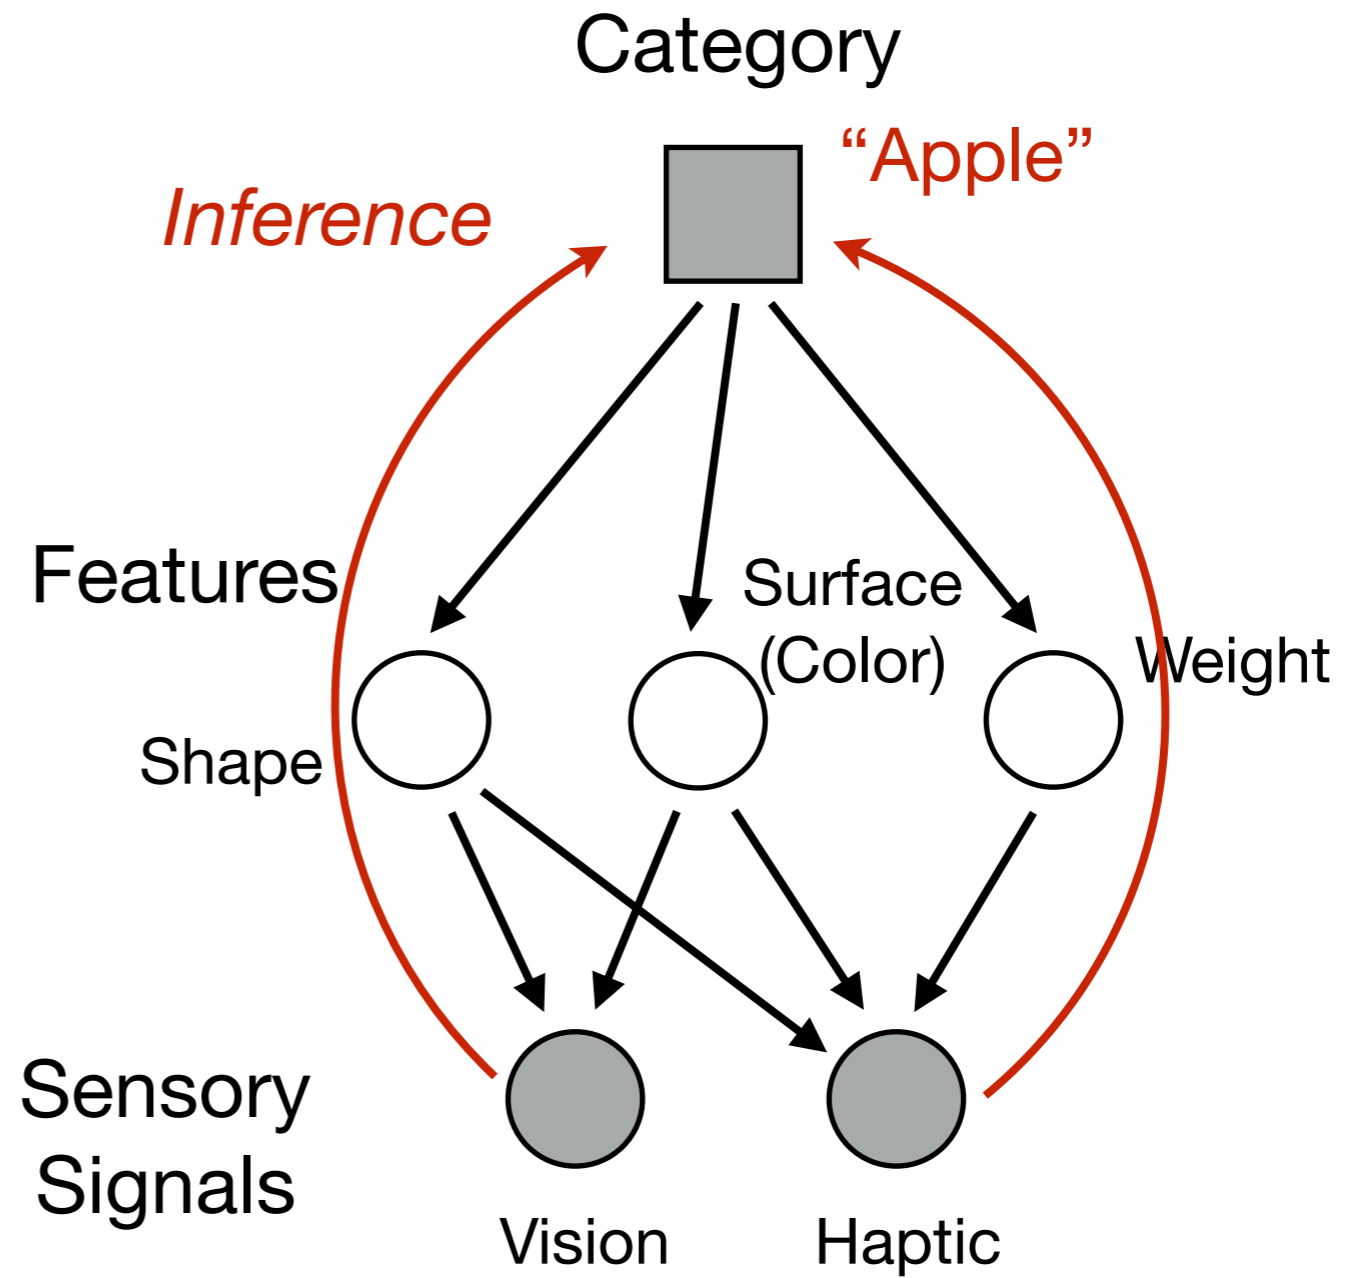 Category
“Apple”
Inference
Features
Surface
(Color)
Weight
Shape
Sensory
Signals
Vision
Haptic